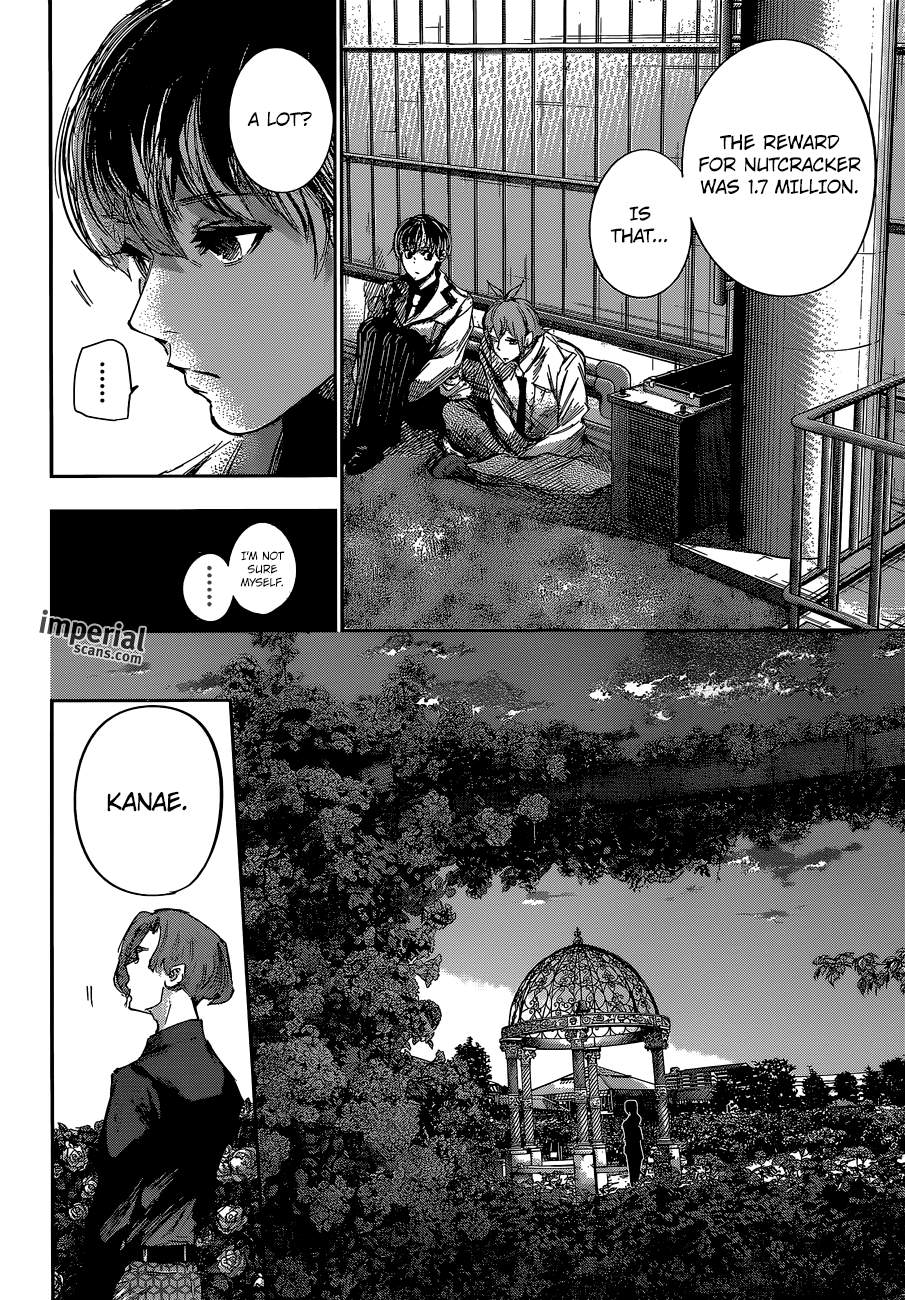 THE REWARD
FOR NUTCRACKER
WAS 1.7 MILLION.
IS
THAT...
A LOT?
......
I'M NOT
SURE
MYSELF.
......
imperial
scans.com
KANAE.